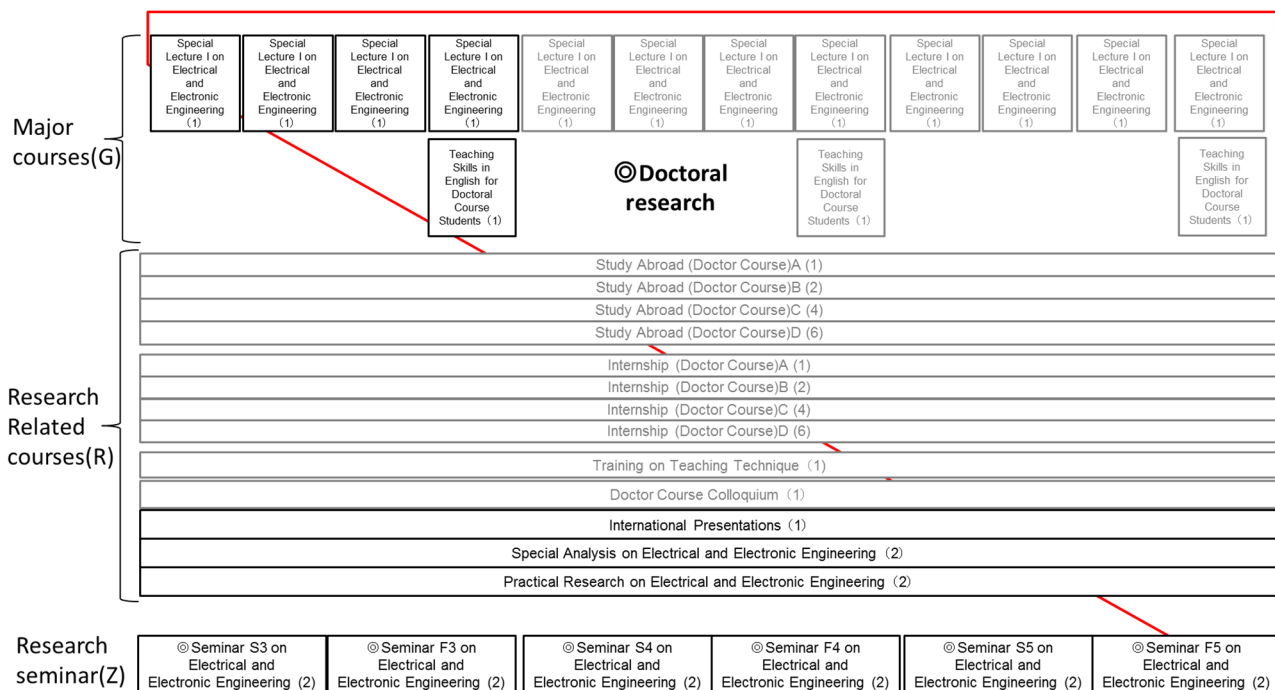 Major
courses(G)
Special
Lecture I on
Electrical
and
Electronic
Engineering
（1）
Special
Lecture I on
Electrical
and
Electronic
Engineering
（1）
Special
Lecture I on
Electrical
and
Electronic
Engineering
（1）
Special
Lecture I on
Electrical
and
Electronic
Engineering
（1）
Special
Lecture I on
Electrical
and
Electronic
Engineering
（1）
Special
Lecture I on
Electrical
and
Electronic
Engineering
（1）
Special
Lecture I on
Electrical
and
Electronic
Engineering
（1）
Special
Lecture I on
Electrical
and
Electronic
Engineering
（1）
Special
Lecture I on
Electrical
and
Electronic
Engineering
（1）
Special
Lecture I on
Electrical
and
Electronic
Engineering
（1）
Special
Lecture I on
Electrical
and
Electronic
Engineering
（1）
Special
Lecture I on
Electrical
and
Electronic
Engineering
（1）
Teaching
Skills in
English for
Doctoral
Course
Students（1）
◎Doctoral
research
Teaching
Skills in
English for
Doctoral
Course
Students（1）
Teaching
Skills in
English for
Doctoral
Course
Students（1）
Research
Related
courses(R)
Study Abroad (Doctor Course)A (1)
Study Abroad (Doctor Course)B (2)
Study Abroad (Doctor Course)C (4)
Study Abroad (Doctor Course)D (6)
Internship (Doctor Course)A (1)
Internship (Doctor Course)B (2)
Internship (Doctor Course)C (4)
Internship (Doctor Course)D (6)
Training on Teaching Technique（1）
Doctor Course Colloquium（1）
International Presentations（1）
Special Analysis on Electrical and Electronic Engineering（2）
Practical Research on Electrical and Electronic Engineering（2）
Research
seminar(Z)
◎Seminar S3 on
Electrical and
Electronic Engineering (2)
◎Seminar F3 on
Electrical and
Electronic Engineering (2)
◎Seminar S4 on
Electrical and
Electronic Engineering (2)
◎Seminar F4 on
Electrical and
Electronic Engineering (2)
◎Seminar S5 on
Electrical and
Electronic Engineering (2)
◎Seminar F5 on
Electrical and
Electronic Engineering (2)